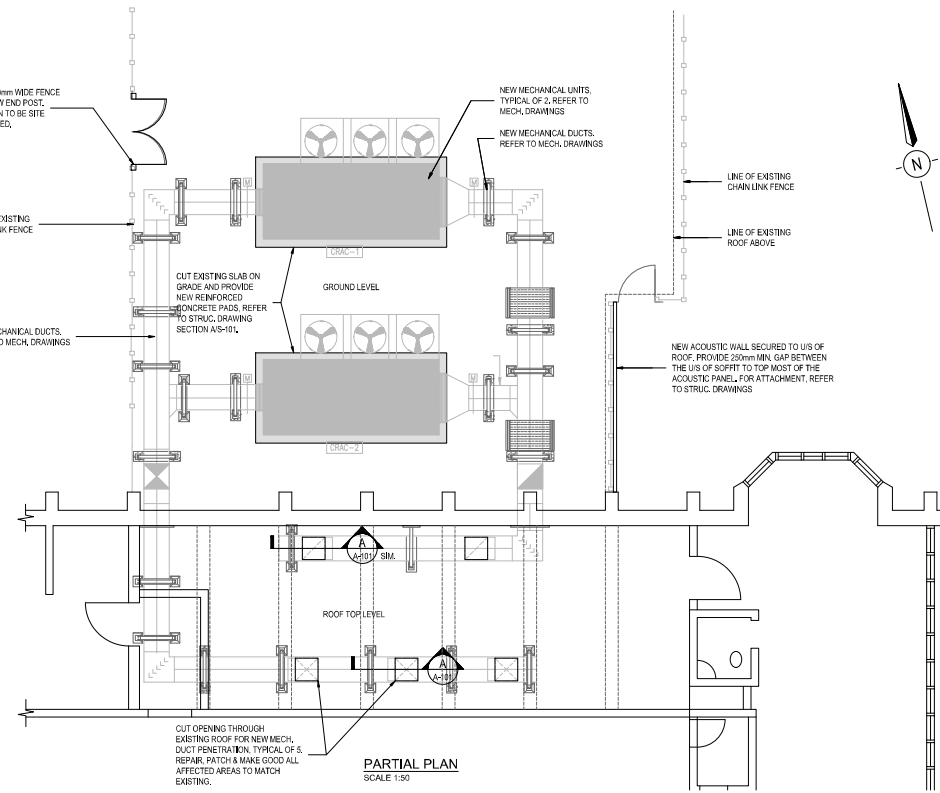 mm WIDE FENCE
END POST.
TO BE SITE
NEW MECHANICAL UNITS,
TYPICAL OF 2. REFER TO
MECH. DRAWINGS
NEW MECHANICAL DUCTS.
REFER TO MECH. DRAWINGS
N
LINE OF EXISTING
CHAIN LINK FENCE
LINE OF EXISTING
ROOF ABOVE
M
M
EXISTING
FENCE
CRAC-1
CUT EXISTING SLAB ON
GRADE AND PROVIDE
NEW REINFORCED
CONCRETE PADS, REFER
TO STRUC. DRAWING
SECTION A/S-101.
GROUND LEVEL
DUCTS.
MECH. DRAWINGS
NEW ACOUSTIC WALL SECURED TO U/S OF
ROOF. PROVIDE 250mm MIN. GAP BETWEEN
THE U/S OF SOFFIT TO TOP MOST OF THE
ACOUSTIC PANEL. FOR ATTACHMENT, REFER
TO STRUC. DRAWINGS
M
M
CRAC-2
A
A-101
SIM.
ROOF TOP LEVEL
A
A-101
CUT OPENING THROUGH
EXISTING ROOF FOR NEW MECH.
DUCT PENETRATION, TYPICAL OF 5.
REPAIR, PATCH & MAKE GOOD ALL
AFFECTED AREAS TO MATCH
EXISTING.
PARTIAL PLAN
SCALE 1:50